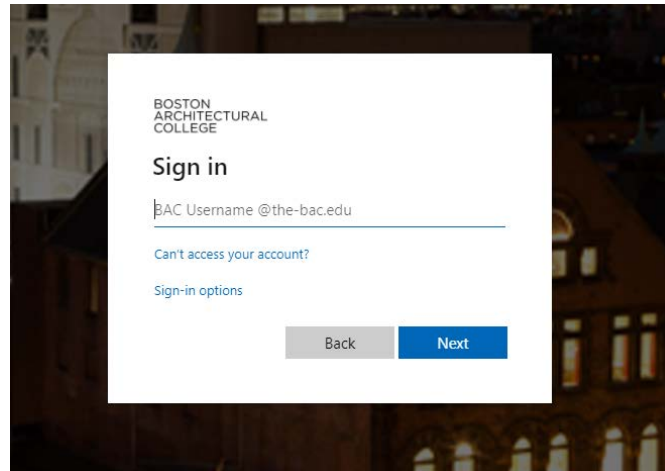 BOSTON
ARCHITECTURAL
COLLEGE
Sign in
BAC Username @the-bac.edu
Can't access your account?
Sign-in options
Back Next